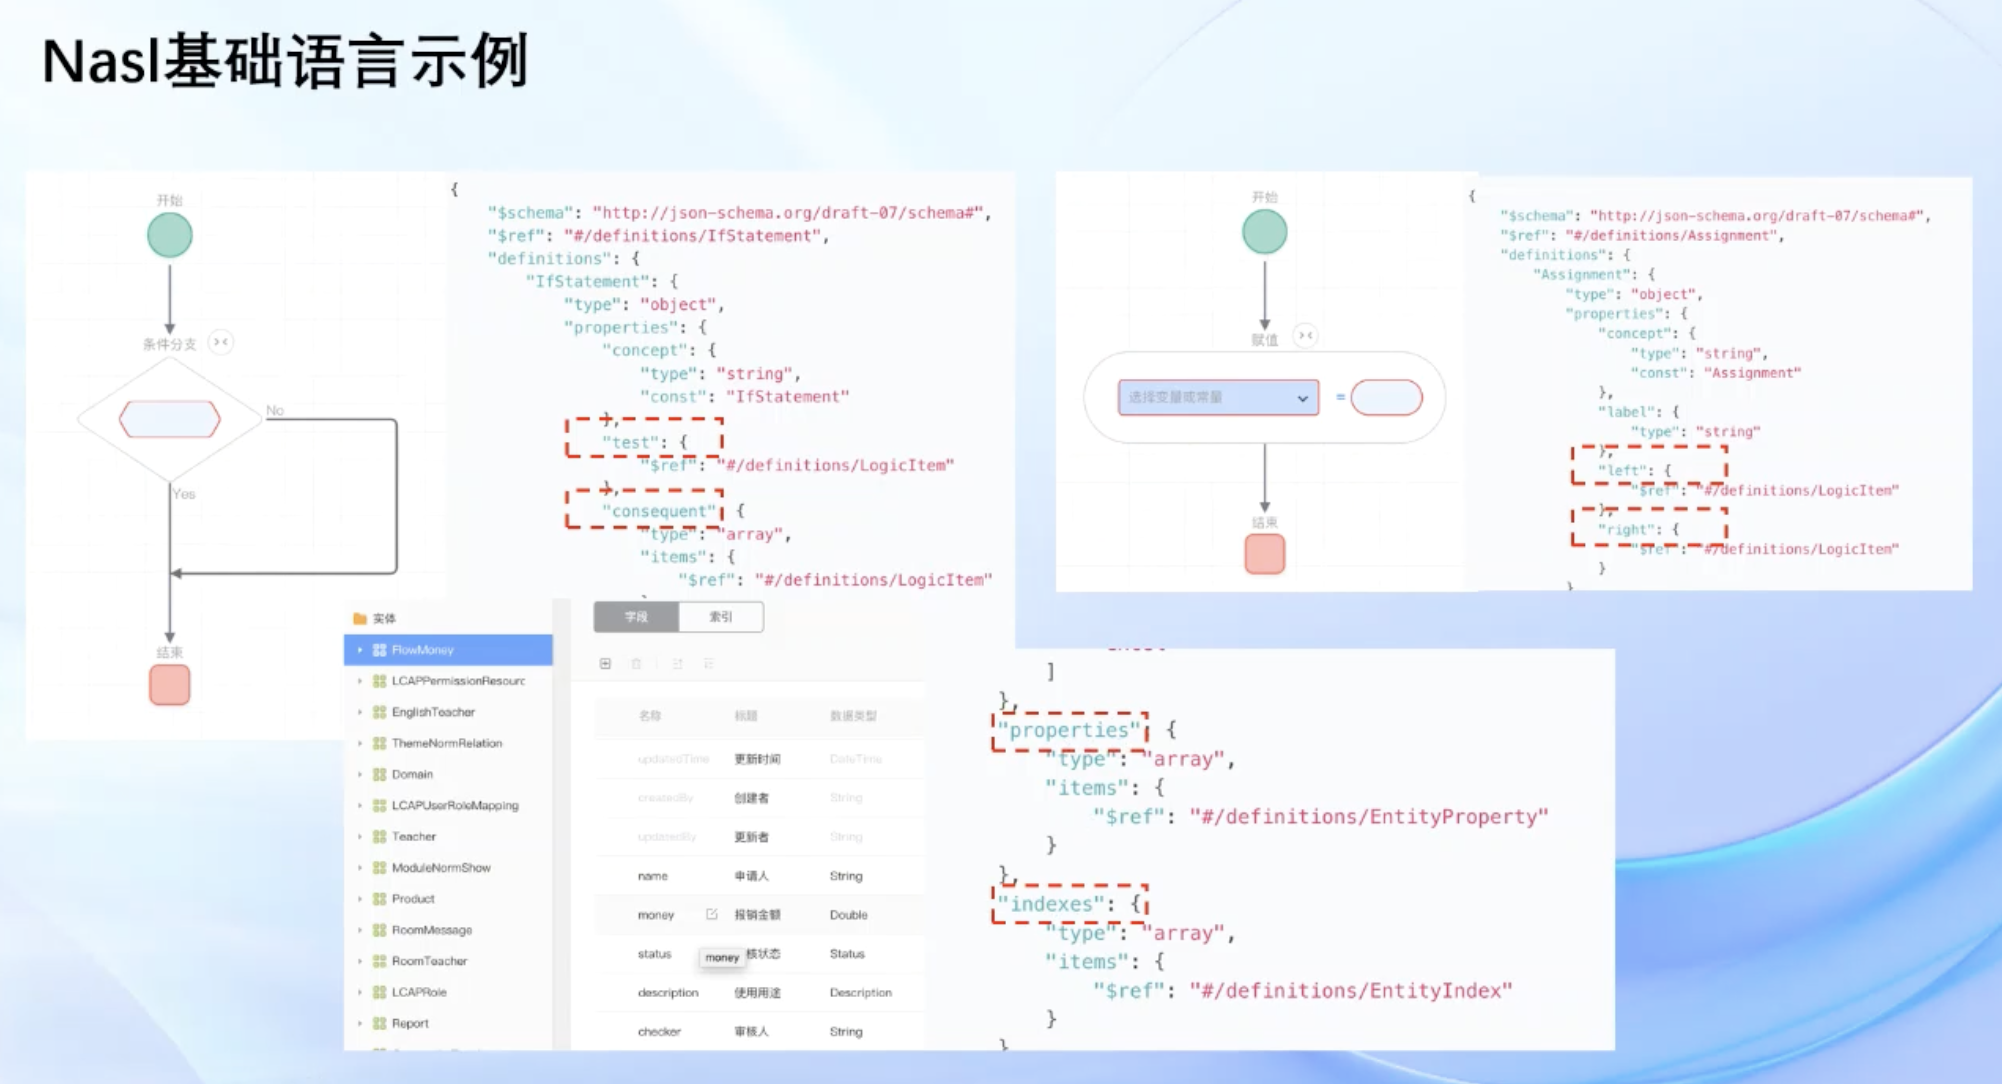 Nasl基础语言示例
开始
条件分支
No
Yes
结束
{
"$schema": "http://json-schema.org/draft-07/schema#",
"$ref": "#/definitions/IfStatement",
"definitions": {
"IfStatement": {
"type": "object",
"properties": {
"concept": {
"type": "string",
"const": "IfStatement"
},
"test": {
"$ref": "#/definitions/LogicItem"
},
"consequent" {
"type": "array",
"items": {
"$ref": "#/definitions/LogicItem"
开始
赋值
选择变量或常量
=
结束
{
"$schema": "http://json-schema.org/draft-07/schema#",
"$ref": "#/definitions/Assignment",
"definitions": {
"Assignment": {
"type": "object",
"properties": {
"concept": {
"type": "string",
"const": "Assignment"
},
"label": {
"type": "string"
},
"left": {
"$ref": "#/definitions/LogicItem"
},
"right": {
"$ref": "#/definitions/LogicItem"
}
实体
FlowMoney
LCAPPermissionResourc
EnglishTeacher
ThemeNormRelation
Domain
LCAPUserRoleMapping
Teacher
ModuleNormShow
Product
RoomMessage
RoomTeacher
LCAPRole
Report
字段 索引
名称 标题 数据类型
updatedTime 更新时间 DateTime
createdBy 创建者 String
updatedBy 更新者 String
name 申请人 String
money 报销金额 Double
status 核状态 Status
money
description 使用用途 Description
checker 审核人 String
]
},
"properties": {
"type": "array",
"items": {
"$ref": "#/definitions/EntityProperty"
}
},
"indexes": {
"type": "array",
"items": {
"$ref": "#/definitions/EntityIndex"
}
}